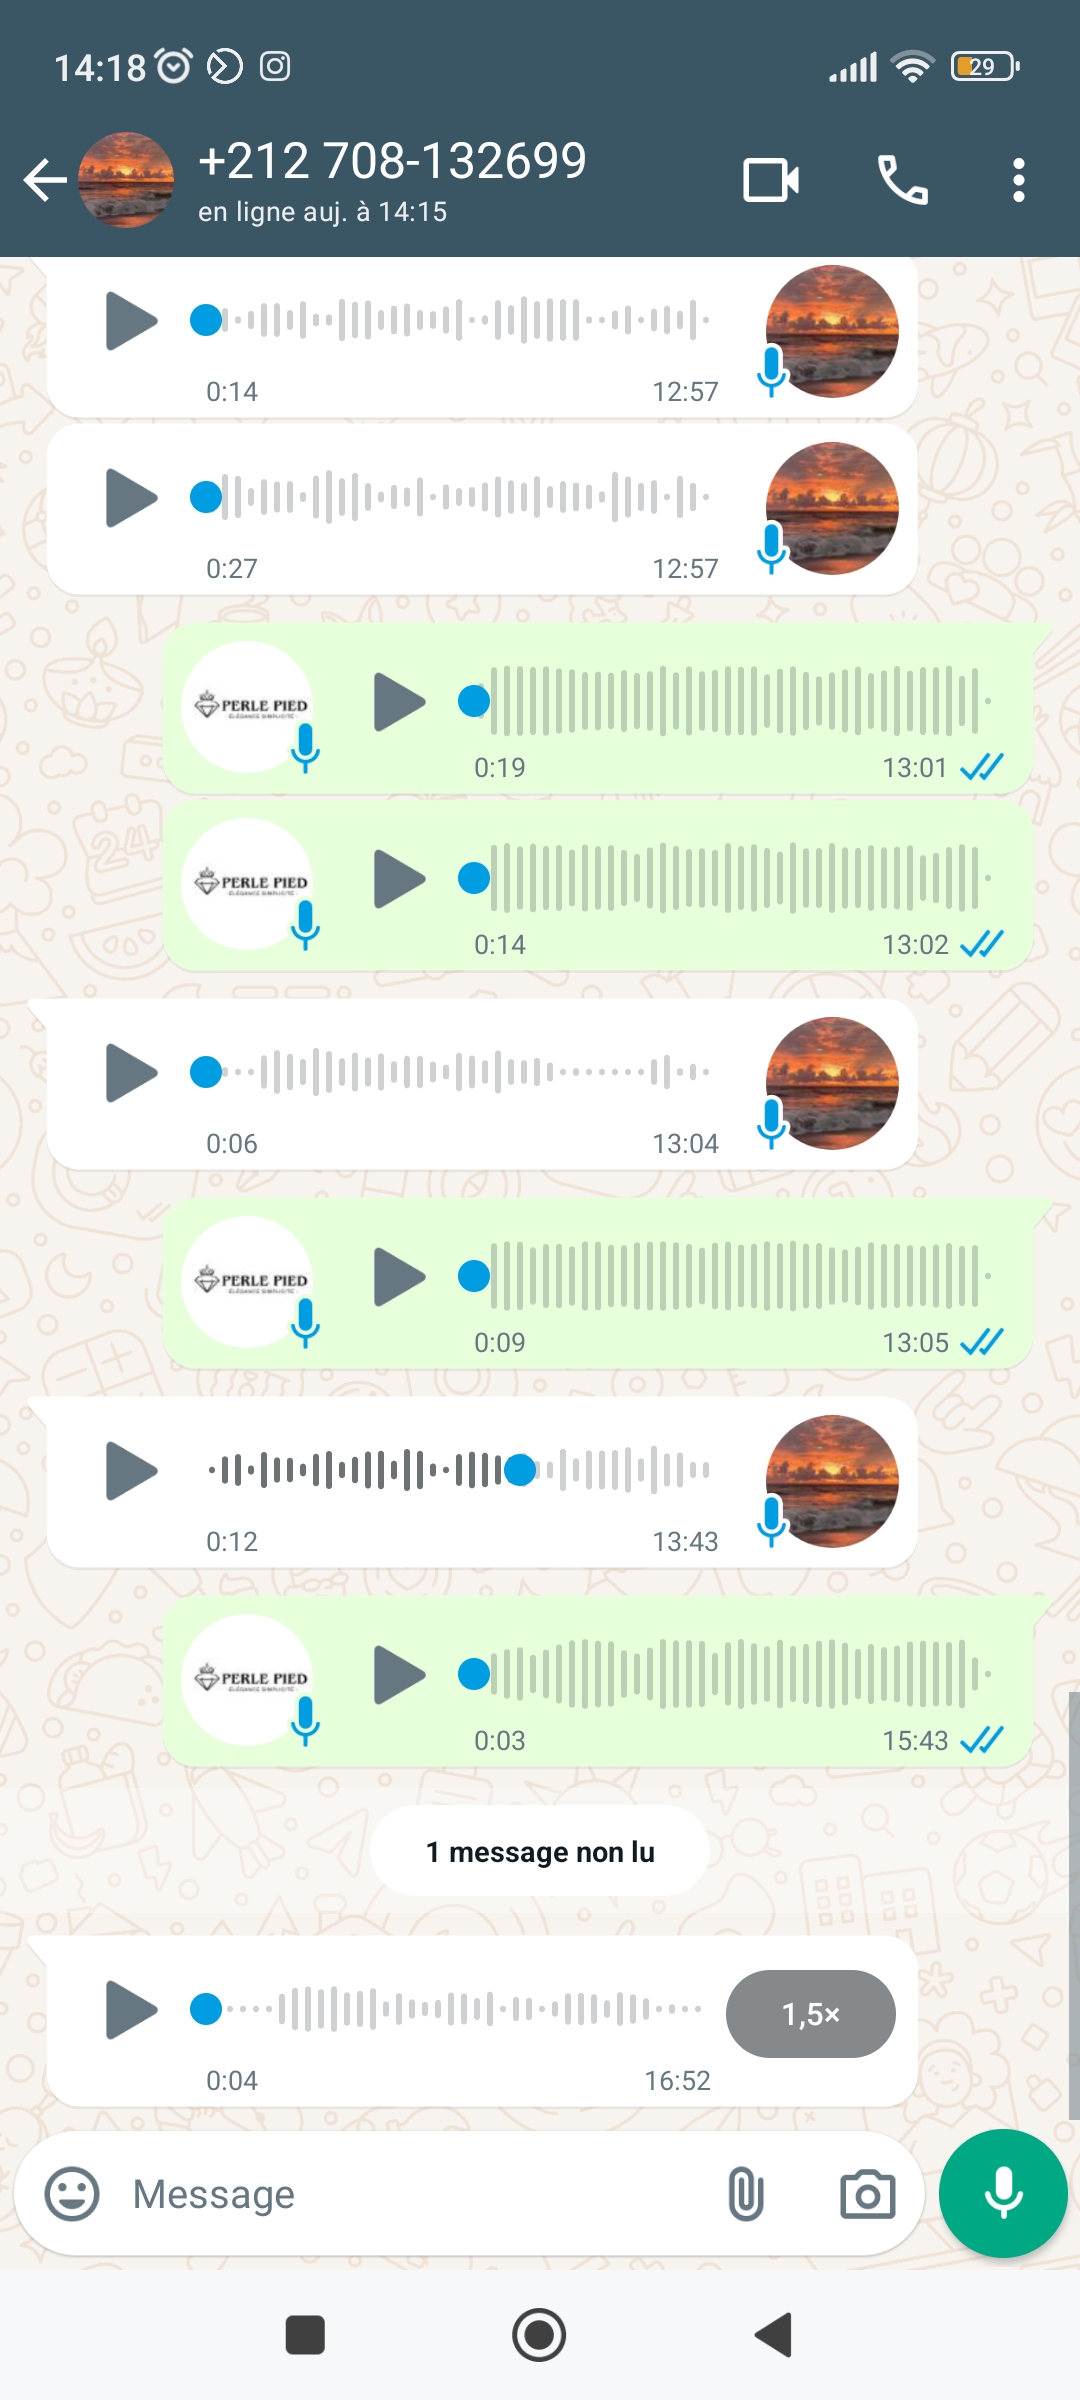 14:18
29
+212 708-132699
en ligne auj. à 14:15
0:14 12:57
0:27 12:57
PERLE PIED
0:19 13:01
PERLE PIED
0:14 13:02
0:06 13:04
PERLE PIED
0:09 13:05
0:12 13:43
PERLE PIED
0:03 15:43
1 message non lu
1,5×
0:04 16:52
Message